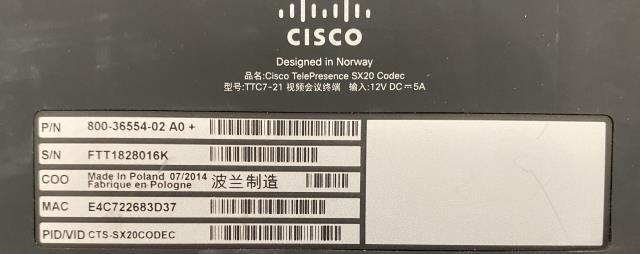 CISCO
Designed in Norway
品名:Cisco TelePresence SX20 Codec
型号:TTC7-21 视频会议终端 输入:12V DC⎓5A
P/N 800-36554-02 A0 +
S/N FTT1828016K
COO Made In Poland 07/2014 波兰制造
Fabrique en Pologne
MAC E4C722683D37
PID/VID CTS-SX20CODEC